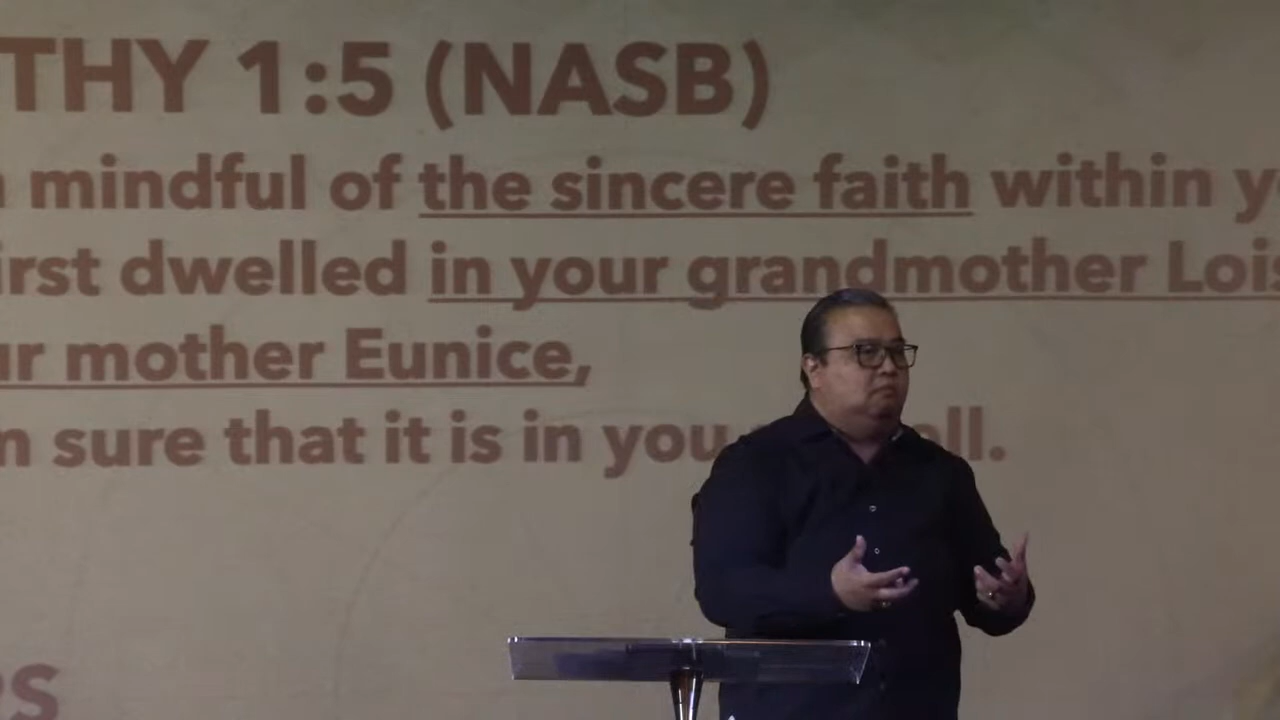 THY 1:5 (NASB)
mindful of the sincere faith within
dwelled in your grandmother Lois
mother Eunice,
sure that it is in you all.